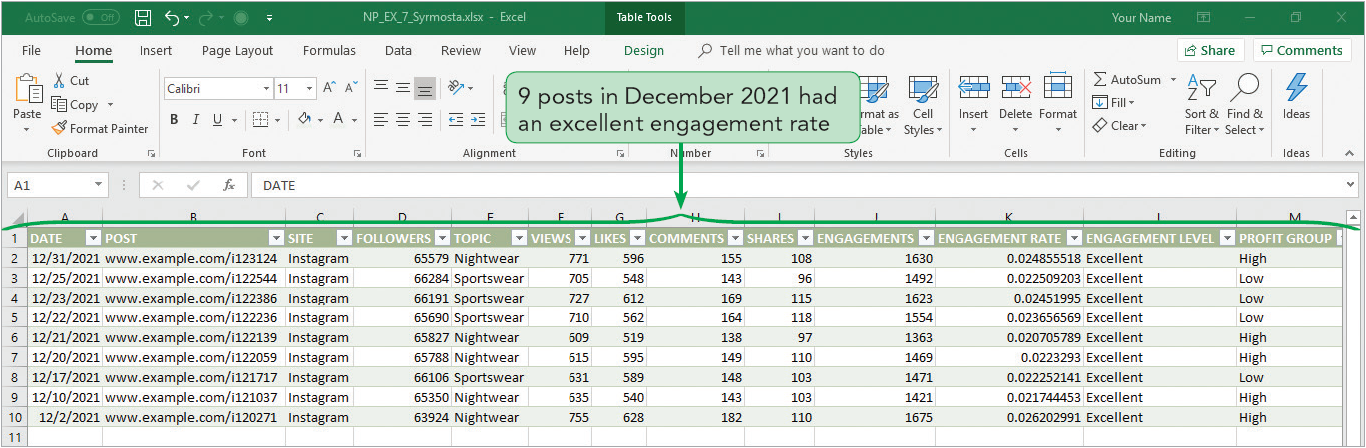 AutoSave Off NP_EX_7_Syrmosta.xlsx - Excel Table Tools Your Name
File Home Insert Page Layout Formulas Data Review View Help Design Tell me what you want to do Share Comments
Paste
Cut
Copy
Format Painter
Clipboard
Calibri 11 A A
B I U A
Font
Alignment
9 posts in December 2021 had
an excellent engagement rate
Number
Format as
Table
Cell
Styles
Styles
Insert Delete Format
Cells
AutoSum
Fill
Clear
Sort &
Filter
Find &
Select
Editing
Ideas
Ideas
A1 fx DATE
A B C D E F G H I J K L M
1 DATE POST SITE FOLLOWERS TOPIC VIEWS LIKES COMMENTS SHARES ENGAGEMENTS ENGAGEMENT RATE ENGAGEMENT LEVEL PROFIT GROUP
2 12/31/2021 www.example.com/i123124 Instagram 65579 Nightwear 771 596 155 108 1630 0.024855518 Excellent High
3 12/25/2021 www.example.com/i122544 Instagram 66284 Sportswear 705 548 143 96 1492 0.022509203 Excellent Low
4 12/23/2021 www.example.com/i122386 Instagram 66191 Sportswear 727 612 169 115 1623 0.02451995 Excellent Low
5 12/22/2021 www.example.com/i122236 Instagram 65690 Sportswear 710 562 164 118 1554 0.023656569 Excellent Low
6 12/21/2021 www.example.com/i122139 Instagram 65827 Nightwear 609 519 138 97 1363 0.020705789 Excellent High
7 12/20/2021 www.example.com/i122059 Instagram 65788 Nightwear 615 595 149 110 1469 0.0223293 Excellent High
8 12/17/2021 www.example.com/i121717 Instagram 66106 Sportswear 631 589 148 103 1471 0.022252141 Excellent Low
9 12/10/2021 www.example.com/i121037 Instagram 65350 Nightwear 635 540 143 103 1421 0.021744453 Excellent High
10 12/2/2021 www.example.com/i120271 Instagram 63924 Nightwear 755 628 182 110 1675 0.026202991 Excellent High
11